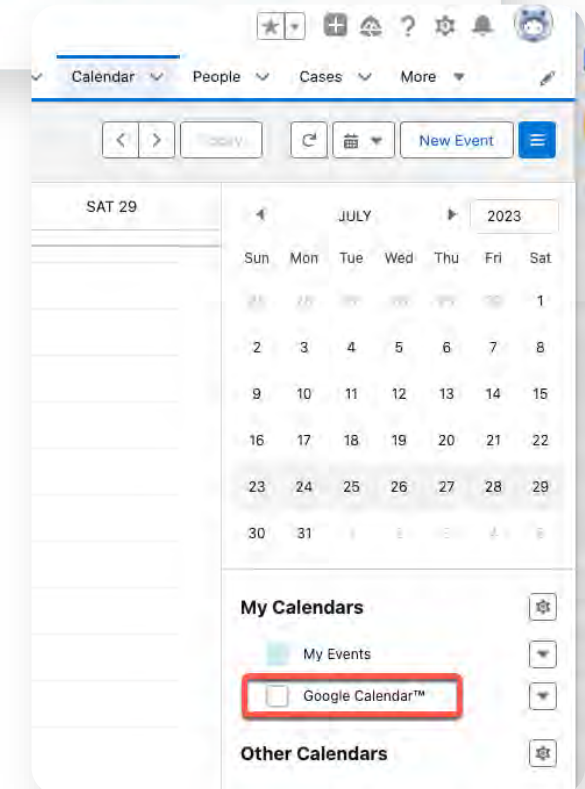 Calendar People Cases More
Today New Event
SAT 29
JULY 2023
Sun Mon Tue Wed Thu Fri Sat
1
2 3 4 5 6 7 8
9 10 11 12 13 14 15
16 17 18 19 20 21 22
23 24 25 26 27 28 29
30 31
My Calendars
My Events
Google Calendar™
Other Calendars